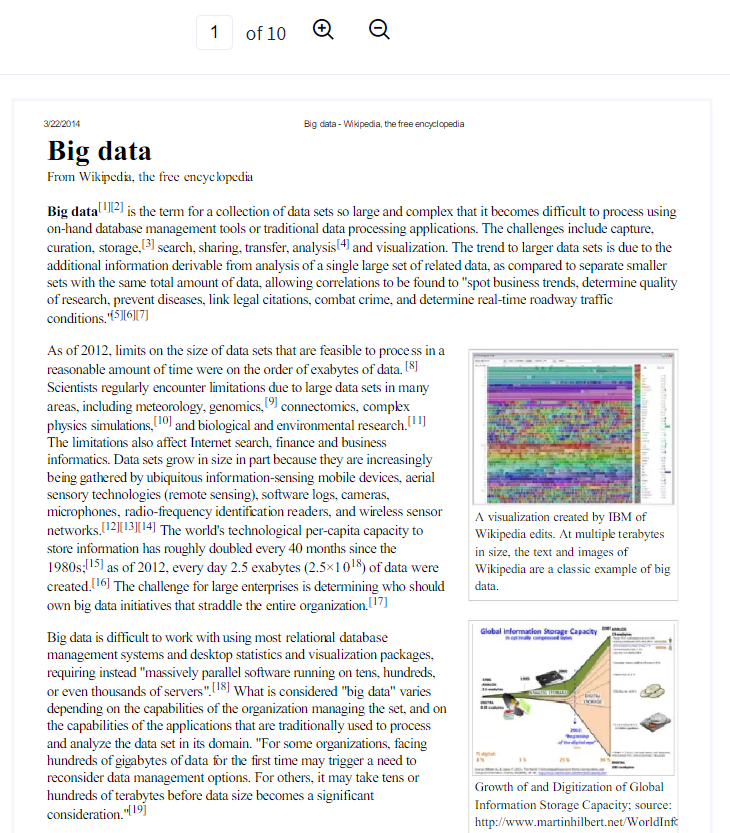 1 of 10
3/22/2014 Big data - Wikipedia, the free encyclopedia
Big data
From Wikipedia, the free encyclopedia
Big data[1][2] is the term for a collection of data sets so large and complex that it becomes difficult to process using
on-hand database management tools or traditional data processing applications. The challenges include capture,
curation, storage,[3] search, sharing, transfer, analysis[4] and visualization. The trend to larger data sets is due to the
additional information derivable from analysis of a single large set of related data, as compared to separate smaller
sets with the same total amount of data, allowing correlations to be found to "spot business trends, determine quality
of research, prevent diseases, link legal citations, combat crime, and determine real-time roadway traffic
conditions."[5][6][7]
As of 2012, limits on the size of data sets that are feasible to process in a
reasonable amount of time were on the order of exabytes of data. [8]
Scientists regularly encounter limitations due to large data sets in many
areas, including meteorology, genomics,[9] connectomics, complex
physics simulations,[10] and biological and environmental research.[11]
The limitations also affect Internet search, finance and business
informatics. Data sets grow in size in part because they are increasingly
being gathered by ubiquitous information-sensing mobile devices, aerial
sensory technologies (remote sensing), software logs, cameras,
microphones, radio-frequency identification readers, and wireless sensor
networks.[12][13][14] The world's technological per-capita capacity to
store information has roughly doubled every 40 months since the
1980s;[15] as of 2012, every day 2.5 exabytes (2.5×10¹⁸) of data were
created.[16] The challenge for large enterprises is determining who should
own big data initiatives that straddle the entire organization.[17]
A visualization created by IBM of
Wikipedia edits. At multiple terabytes
in size, the text and images of
Wikipedia are a classic example of big
data.
Big data is difficult to work with using most relational database
management systems and desktop statistics and visualization packages,
requiring instead "massively parallel software running on tens, hundreds,
or even thousands of servers".[18] What is considered "big data" varies
depending on the capabilities of the organization managing the set, and on
the capabilities of the applications that are traditionally used to process
and analyze the data set in its domain. "For some organizations, facing
hundreds of gigabytes of data for the first time may trigger a need to
reconsider data management options. For others, it may take tens or
hundreds of terabytes before data size becomes a significant
consideration."[19]
Global Information Storage Capacity
in optimally compressed bytes
ANALOG STORAGE
DIGITAL
STORAGE
2002:
"Beginning
of the digital age"
% digital:
Growth of and Digitization of Global
Information Storage Capacity; source:
http://www.martinhilbert.net/WorldInfo